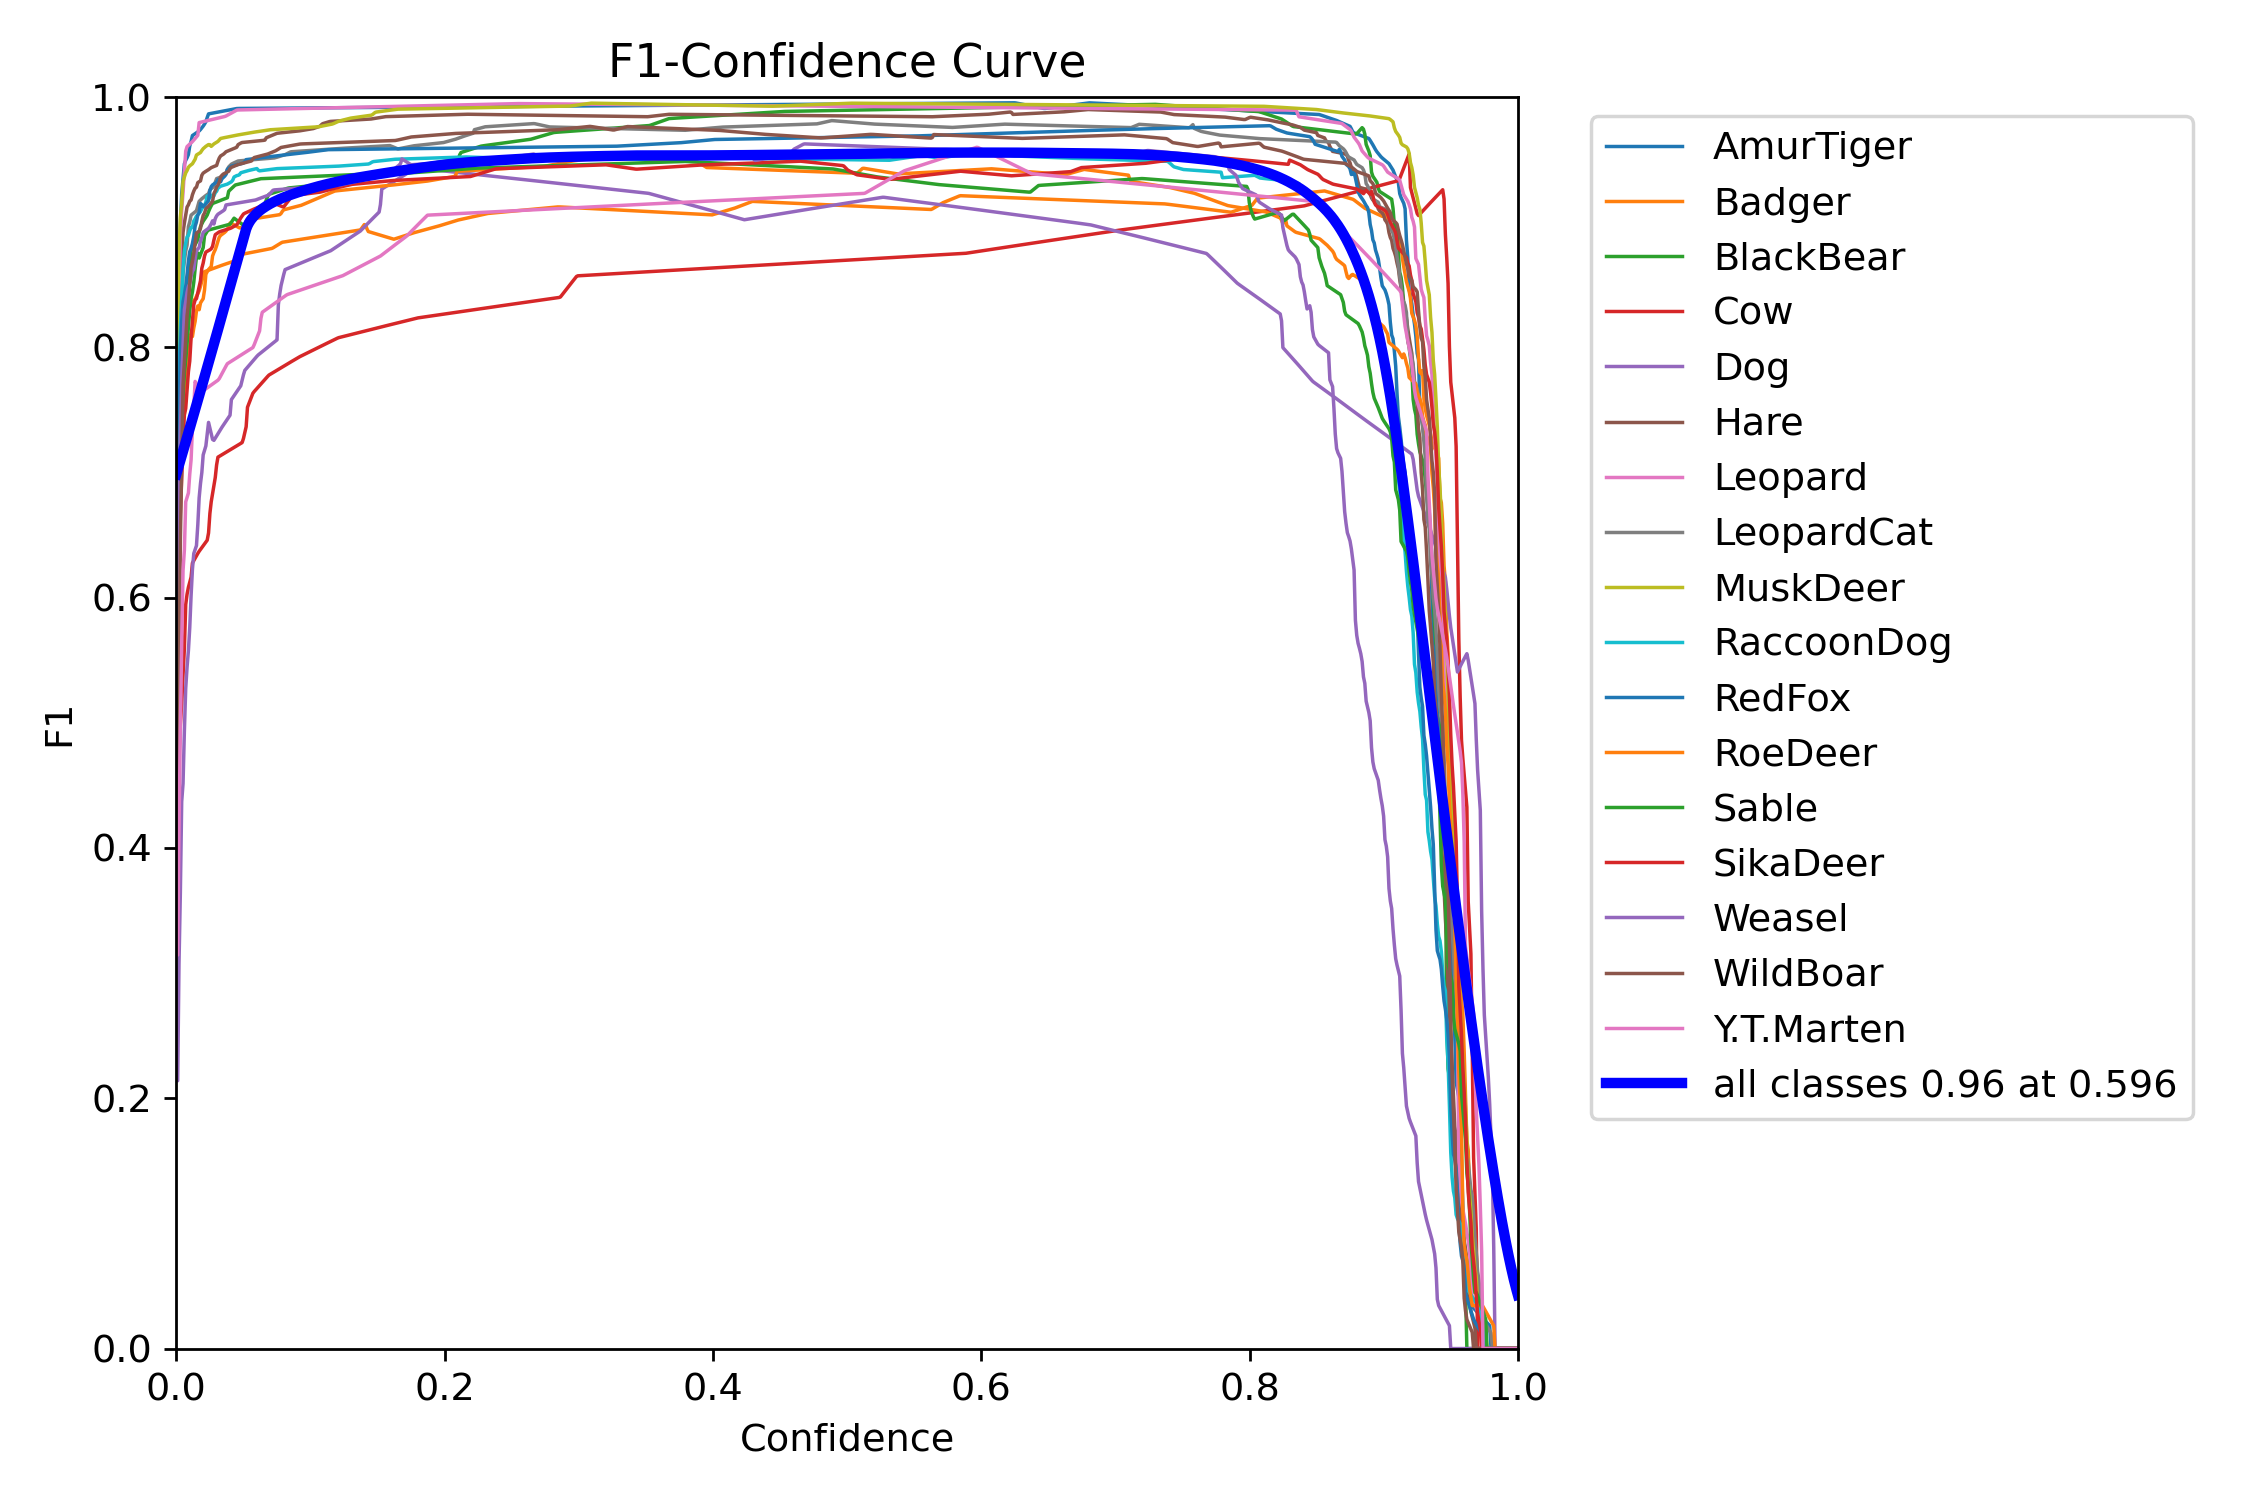 F1-Confidence Curve
1.0
0.8
0.6
0.4
0.2
0.0
F1
0.0 0.2 0.4 0.6 0.8 1.0
Confidence
AmurTiger
Badger
BlackBear
Cow
Dog
Hare
Leopard
LeopardCat
MuskDeer
RaccoonDog
RedFox
RoeDeer
Sable
SikaDeer
Weasel
WildBoar
Y.T.Marten
all classes 0.96 at 0.596